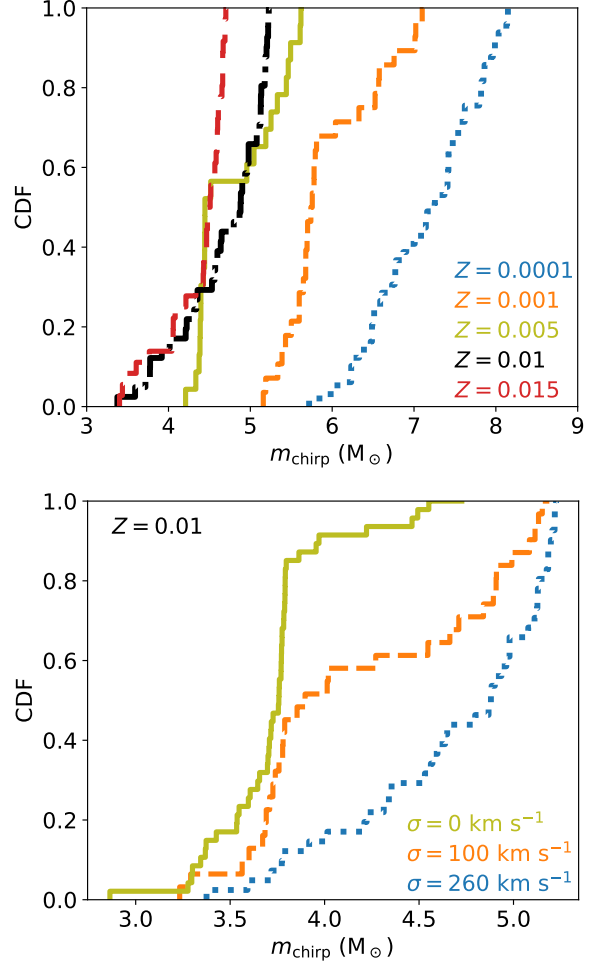 1.0
0.8
0.6
0.4
0.2
0.0
CDF
Z = 0.0001
Z = 0.001
Z = 0.005
Z = 0.01
Z = 0.015
3 4 5 6 7 8 9
m_chirp (M_⊙)
1.0
0.8
0.6
0.4
0.2
0.0
CDF
Z = 0.01
σ = 0 km s⁻¹
σ = 100 km s⁻¹
σ = 260 km s⁻¹
3.0 3.5 4.0 4.5 5.0
m_chirp (M_⊙)